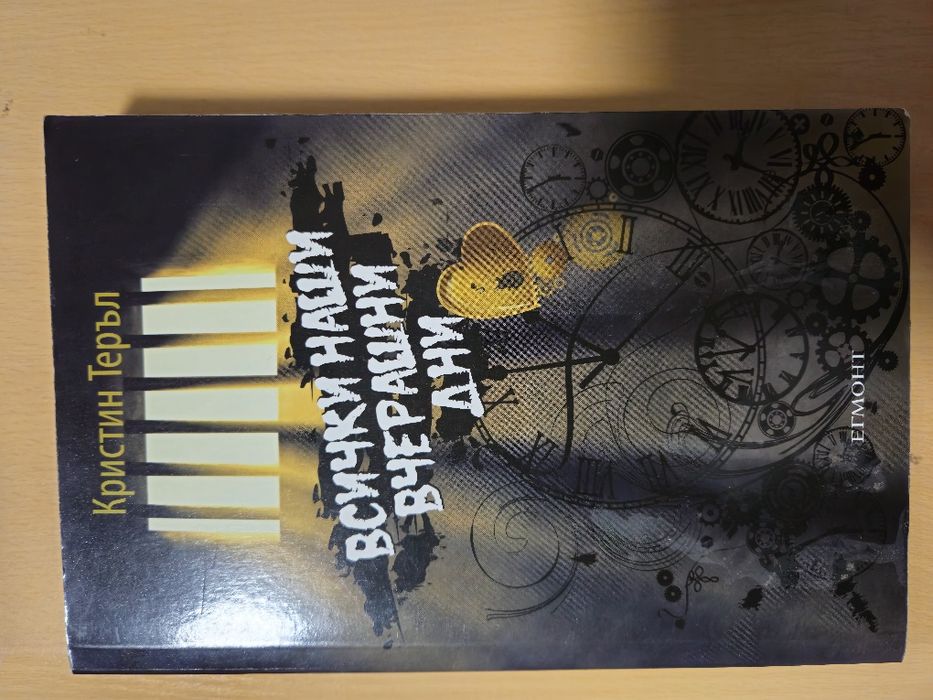 Кристин Теръл
ВСИЧКИ НАШИ
ВЧЕРАШНИ
ДНИ
ЕГМОНТ